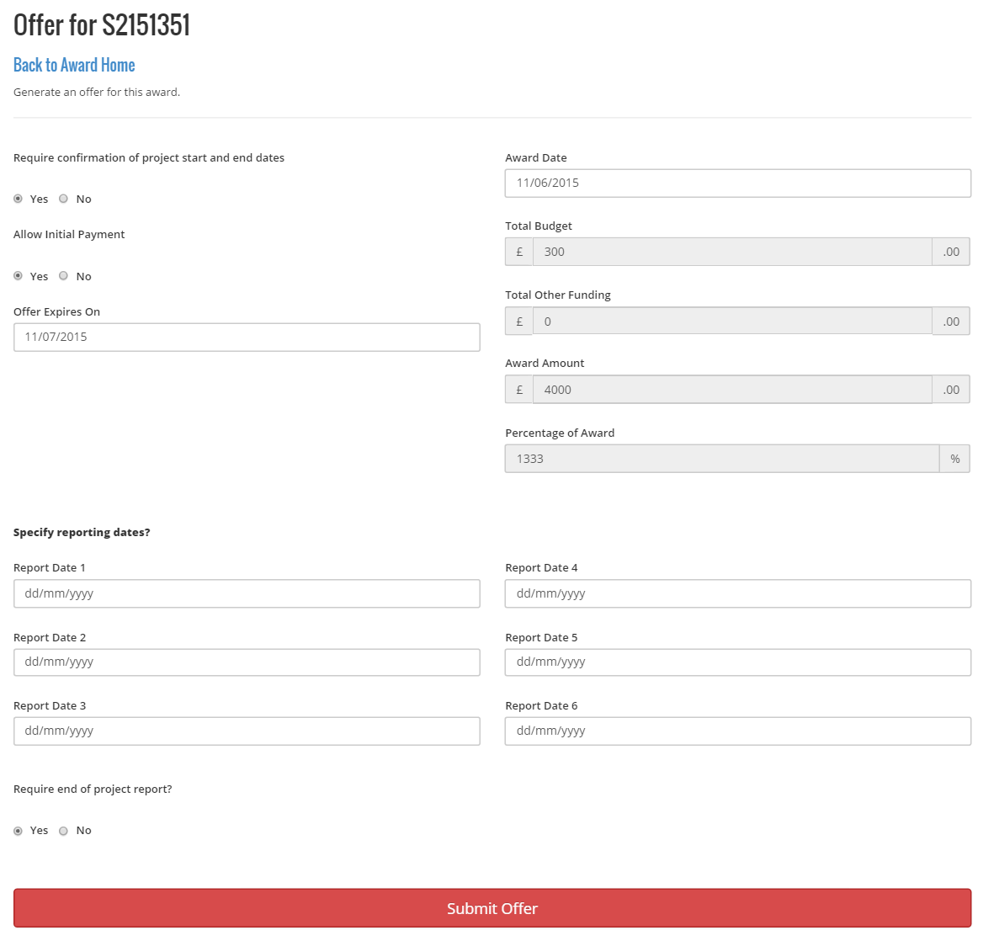 Offer for S2151351
Back to Award Home
Generate an offer for this award.
Require confirmation of project start and end dates
Yes No
Allow Initial Payment
Yes No
Offer Expires On
11/07/2015
Award Date
11/06/2015
Total Budget
£ 300 .00
Total Other Funding
£ 0 .00
Award Amount
£ 4000 .00
Percentage of Award
1333 %
Specify reporting dates?
Report Date 1
dd/mm/yyyy
Report Date 2
dd/mm/yyyy
Report Date 3
dd/mm/yyyy
Report Date 4
dd/mm/yyyy
Report Date 5
dd/mm/yyyy
Report Date 6
dd/mm/yyyy
Require end of project report?
Yes No
Submit Offer